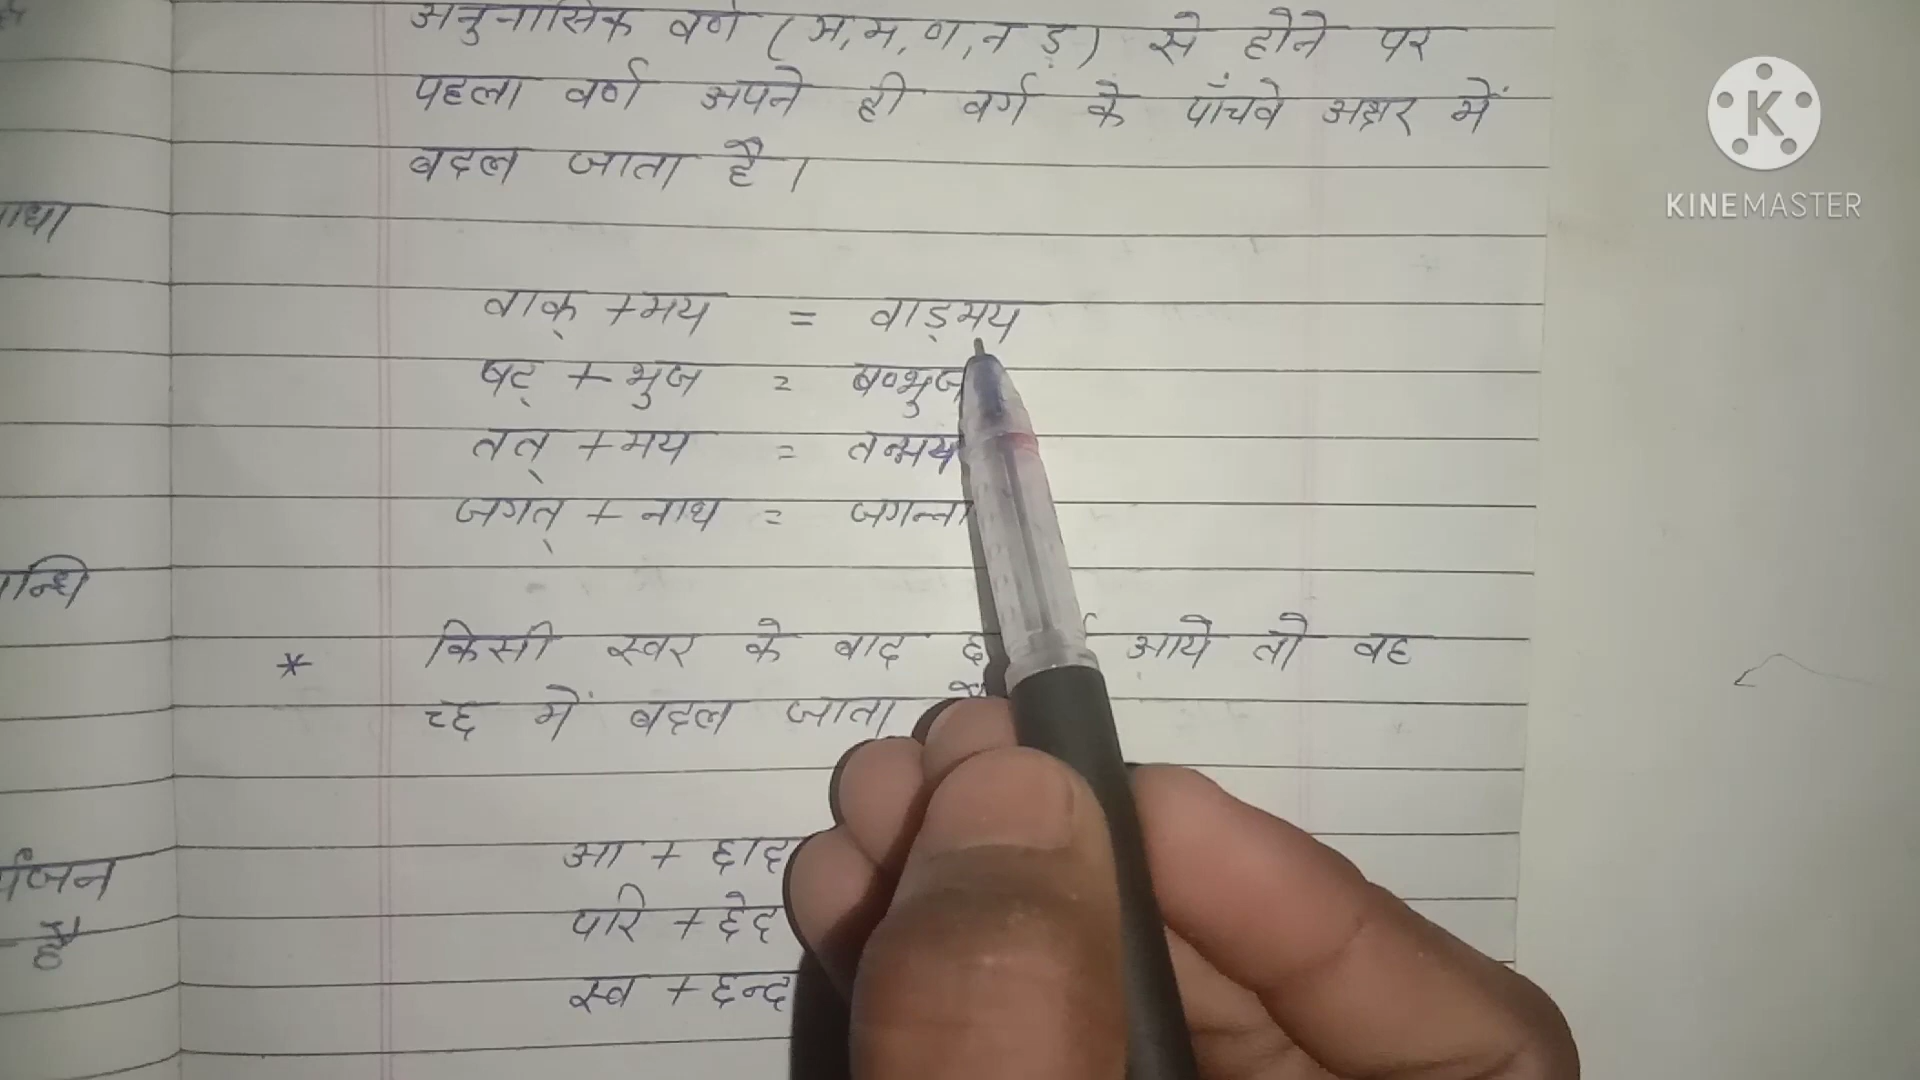 अनुनासिक वर्ण (म, म, ण, न ड़) से होने पर
पहला वर्ण अपने ही वर्ग के पाँचवे अक्षर में
बदल जाता है।
वाक् + मय = वाड़्मय
षट् + भुज = षण्भुज
तत् + मय = तन्मय
जगत् + नाथ = जगन्ना
* किसी स्वर के बाद आये तो वह
च्छ में बदल जाता
आ + छाद
परि + छेद
स्व + छन्द
K
KINEMASTER